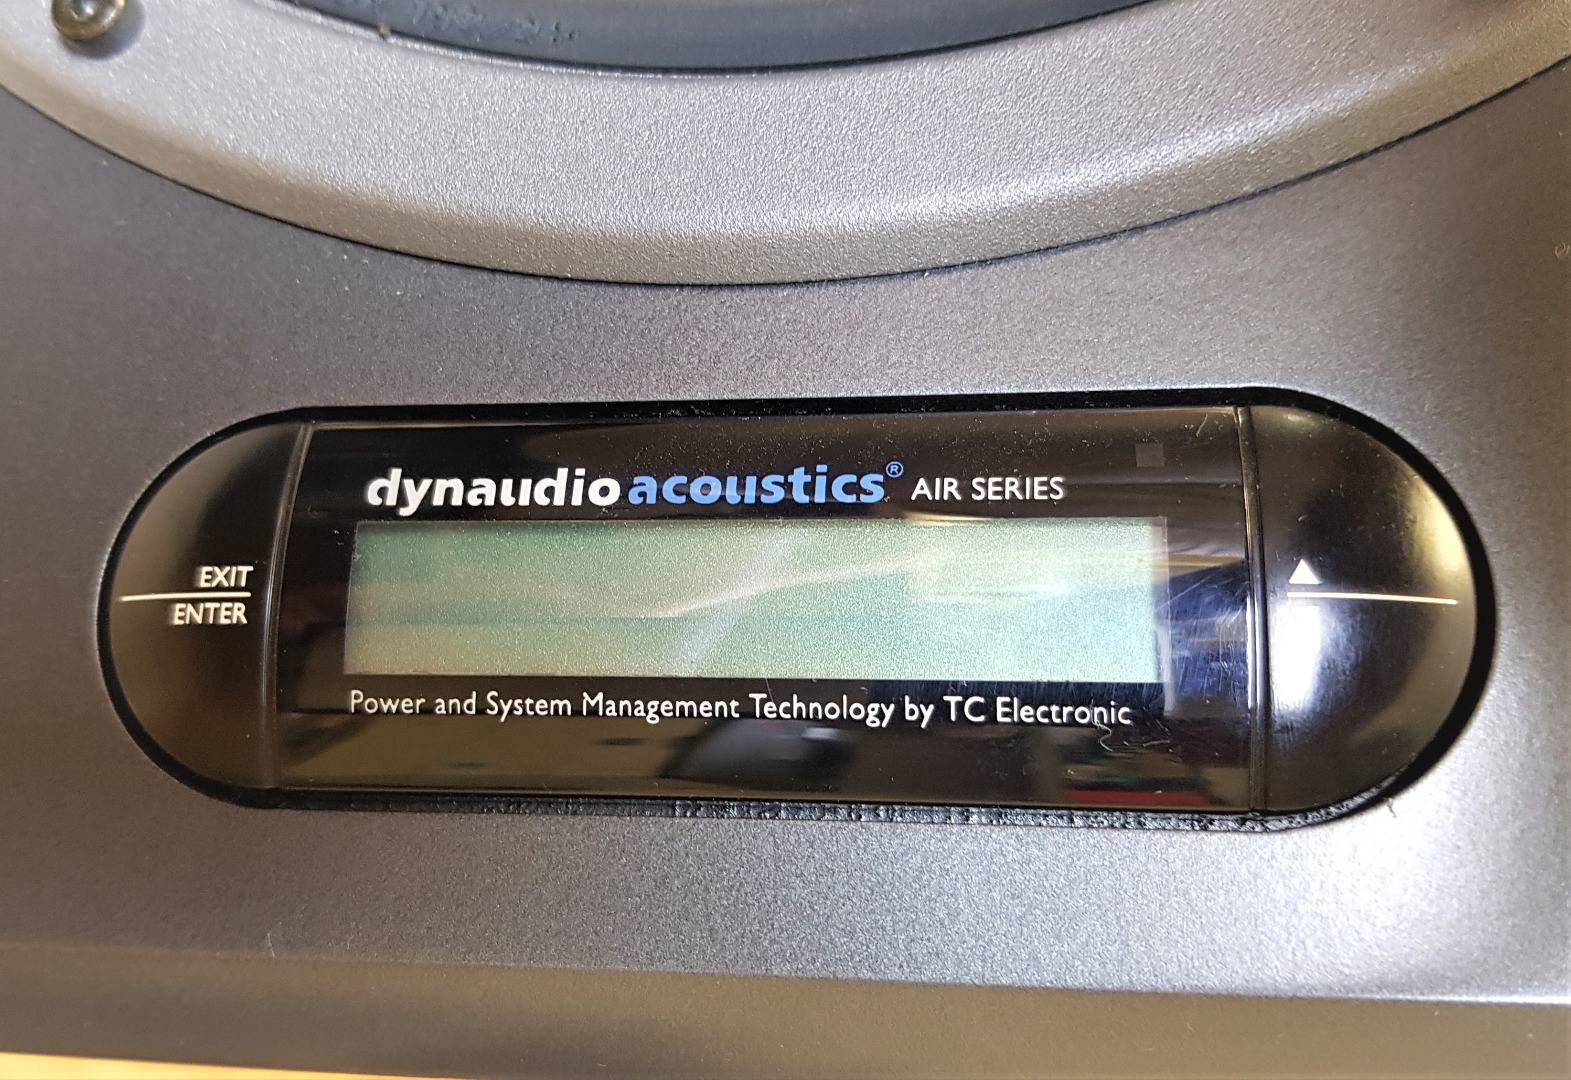 dynaudio acoustics® AIR SERIES
EXIT
ENTER
▲
Power and System Management Technology by TC Electronic